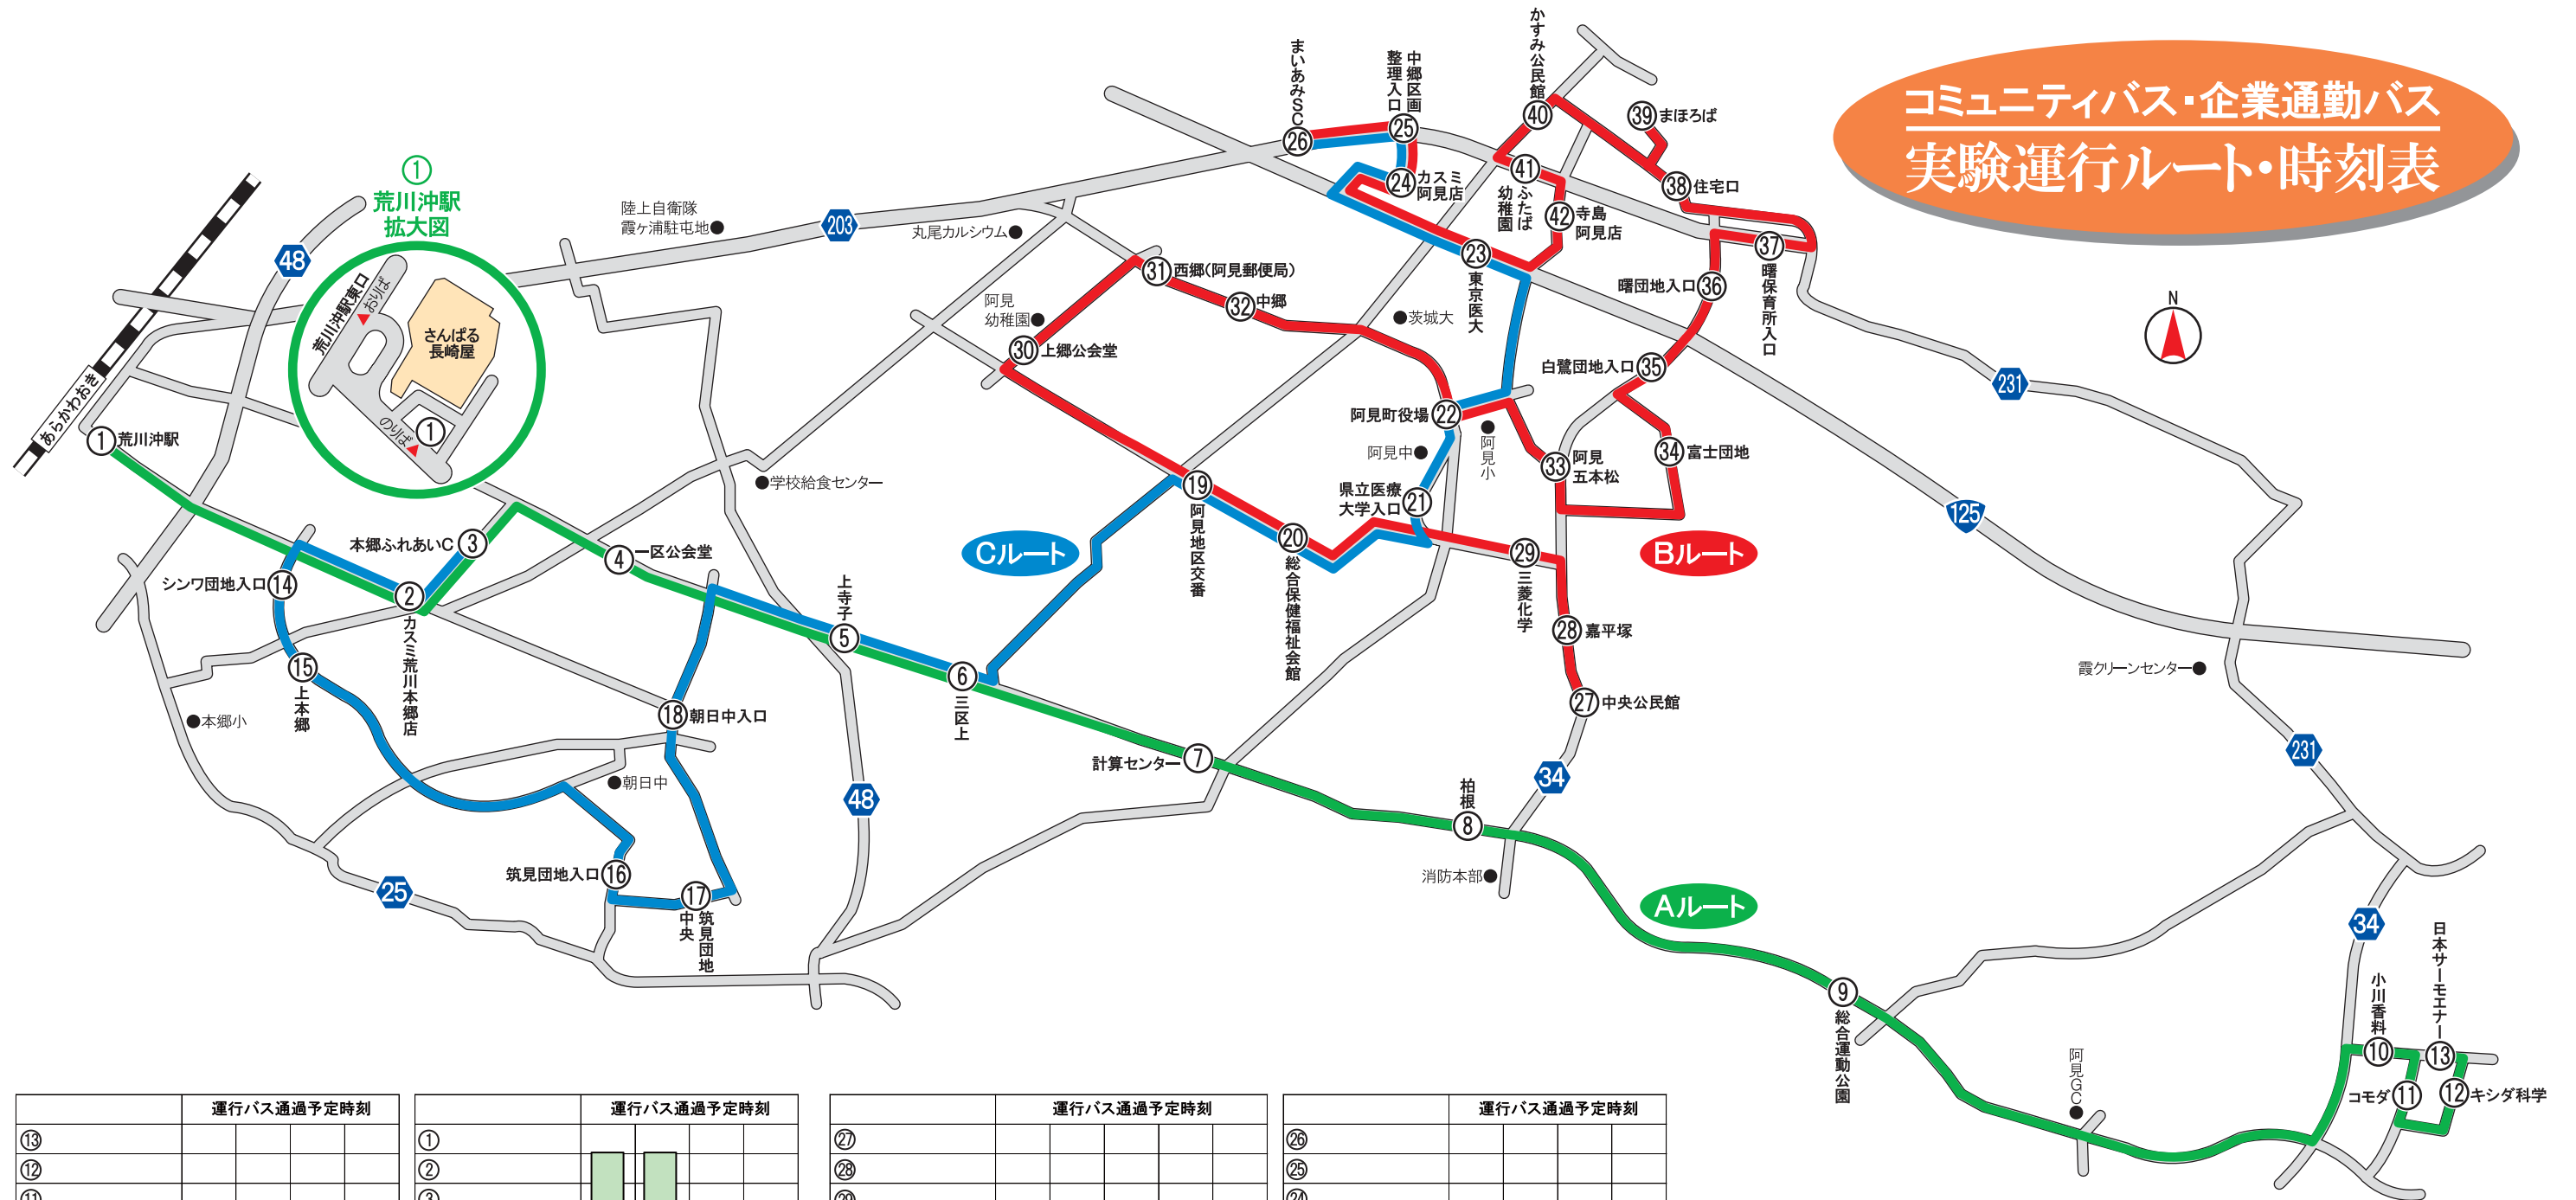 コミュニティバス・企業通勤バス
実験運行ルート・時刻表
①
荒川沖駅
拡大図
荒川沖駅東口
おりば
さんぱる
長崎屋
のりば
①
あらかわおき
48
203
陸上自衛隊
霞ヶ浦駐屯地
丸尾カルシウム
① 荒川沖駅
② カスミ荒川本郷店
③ 本郷ふれあいC
④ 一区公会堂
⑤ 上寺子
⑥ 三区上
⑦ 計算センター
⑧ 柏根
⑨ 総合運動公園
⑩ 小川香料
⑪ コモダ
⑫ キシダ科学
⑬ 日本サーモエナー
⑭ シンワ団地入口
⑮ 上本郷
⑯ 筑見団地入口
⑰ 筑見団地
中央
⑱ 朝日中入口
⑲ 阿見地区交番
⑳ 総合保健福祉会館
㉑ 県立医療
大学入口
㉒ 阿見町役場
㉓ 東京医大
㉔ カスミ
阿見店
㉕ 中郷区画
整理入口
㉖ まいあみSC
㉗ 中央公民館
㉘ 嘉平塚
㉙ 三菱化学
㉚ 上郷公会堂
㉛ 西郷(阿見郵便局)
㉜ 中郷
㉝ 阿見
五本松
㉞ 富士団地
㉟ 白鷺団地入口
㊱ 曙団地入口
㊲ 曙保育所入口
㊳ 住宅口
㊴ まほろば
㊵ かすみ公民館
㊶ ふたば
幼稚園
㊷ 寺島
阿見店
阿見
幼稚園
茨城大
阿見中
阿見小
学校給食センター
本郷小
朝日中
消防本部
霞クリーンセンター
阿見GC
Cルート
Bルート
Aルート
N
125
231
231
34
34
48
25
運行バス通過予定時刻
⑬
⑫
⑪
運行バス通過予定時刻
①
②
③
運行バス通過予定時刻
㉗
㉘
㉙
運行バス通過予定時刻
㉖
㉕
㉔